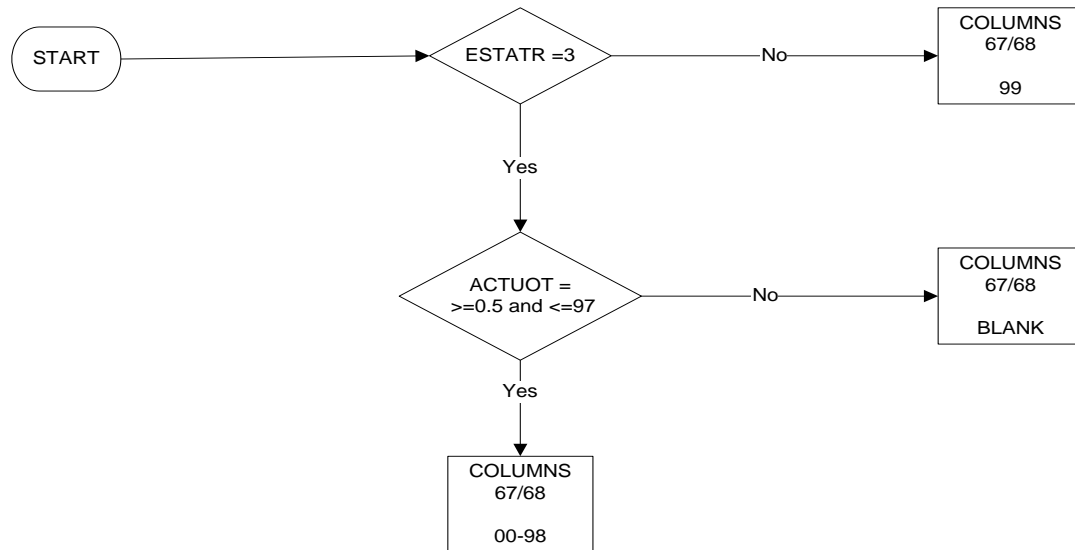 START
ESTATR =3
No
COLUMNS
67/68
99
Yes
ACTUOT =
>=0.5 and <=97
No
COLUMNS
67/68
BLANK
Yes
COLUMNS
67/68
00-98